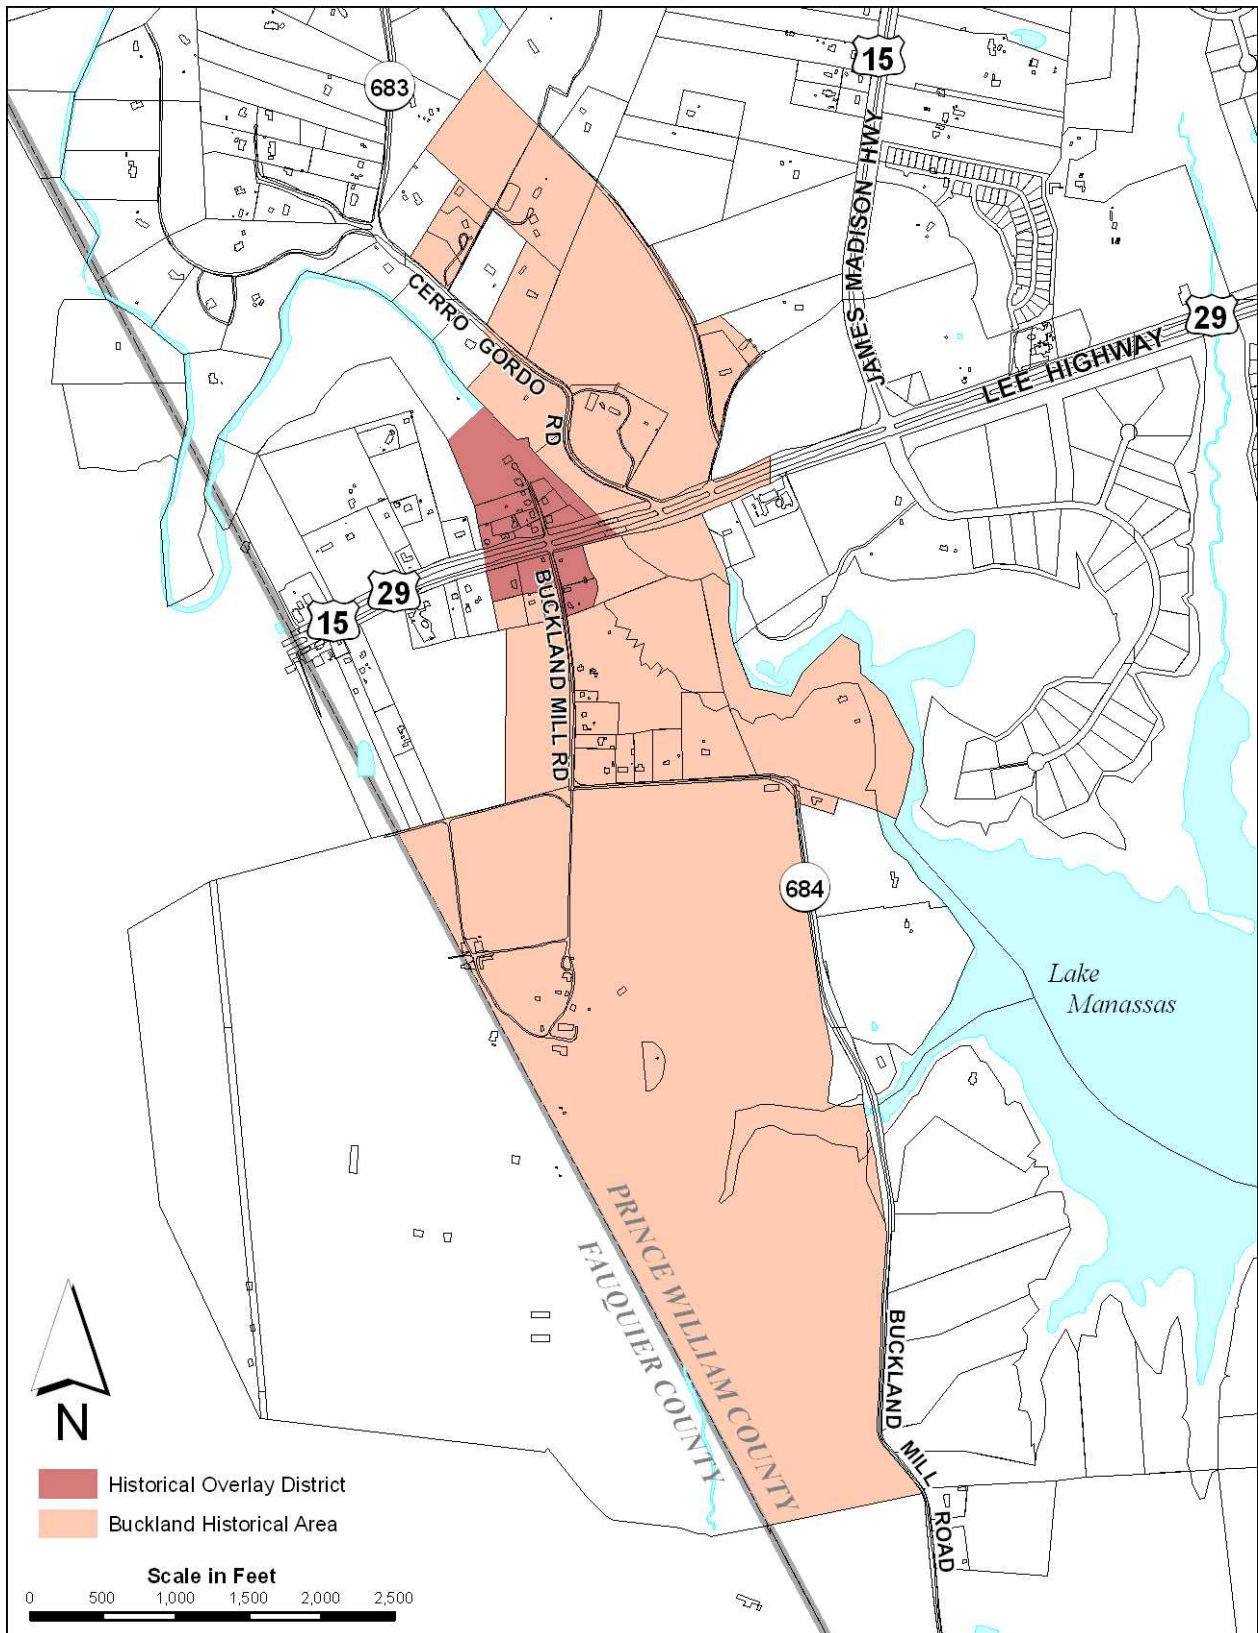 15
683
JAMES MADISON HWY
29
LEE HIGHWAY
CERRO GORDO RD
29
15
BUCKLAND MILL RD
684
Lake
Manassas
PRINCE WILLIAM COUNTY
FAUQUIER COUNTY
BUCKLAND MILL ROAD
N
Historical Overlay District
Buckland Historical Area
Scale in Feet
0 500 1,000 1,500 2,000 2,500